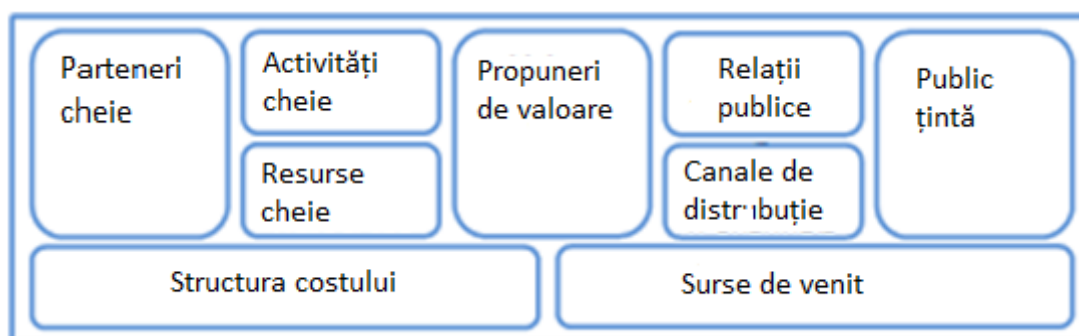 Parteneri
cheie
Activități
cheie
Resurse
cheie
Propuneri
de valoare
Relații
publice
Canale de
distribuție
Public
țintă
Structura costului
Surse de venit